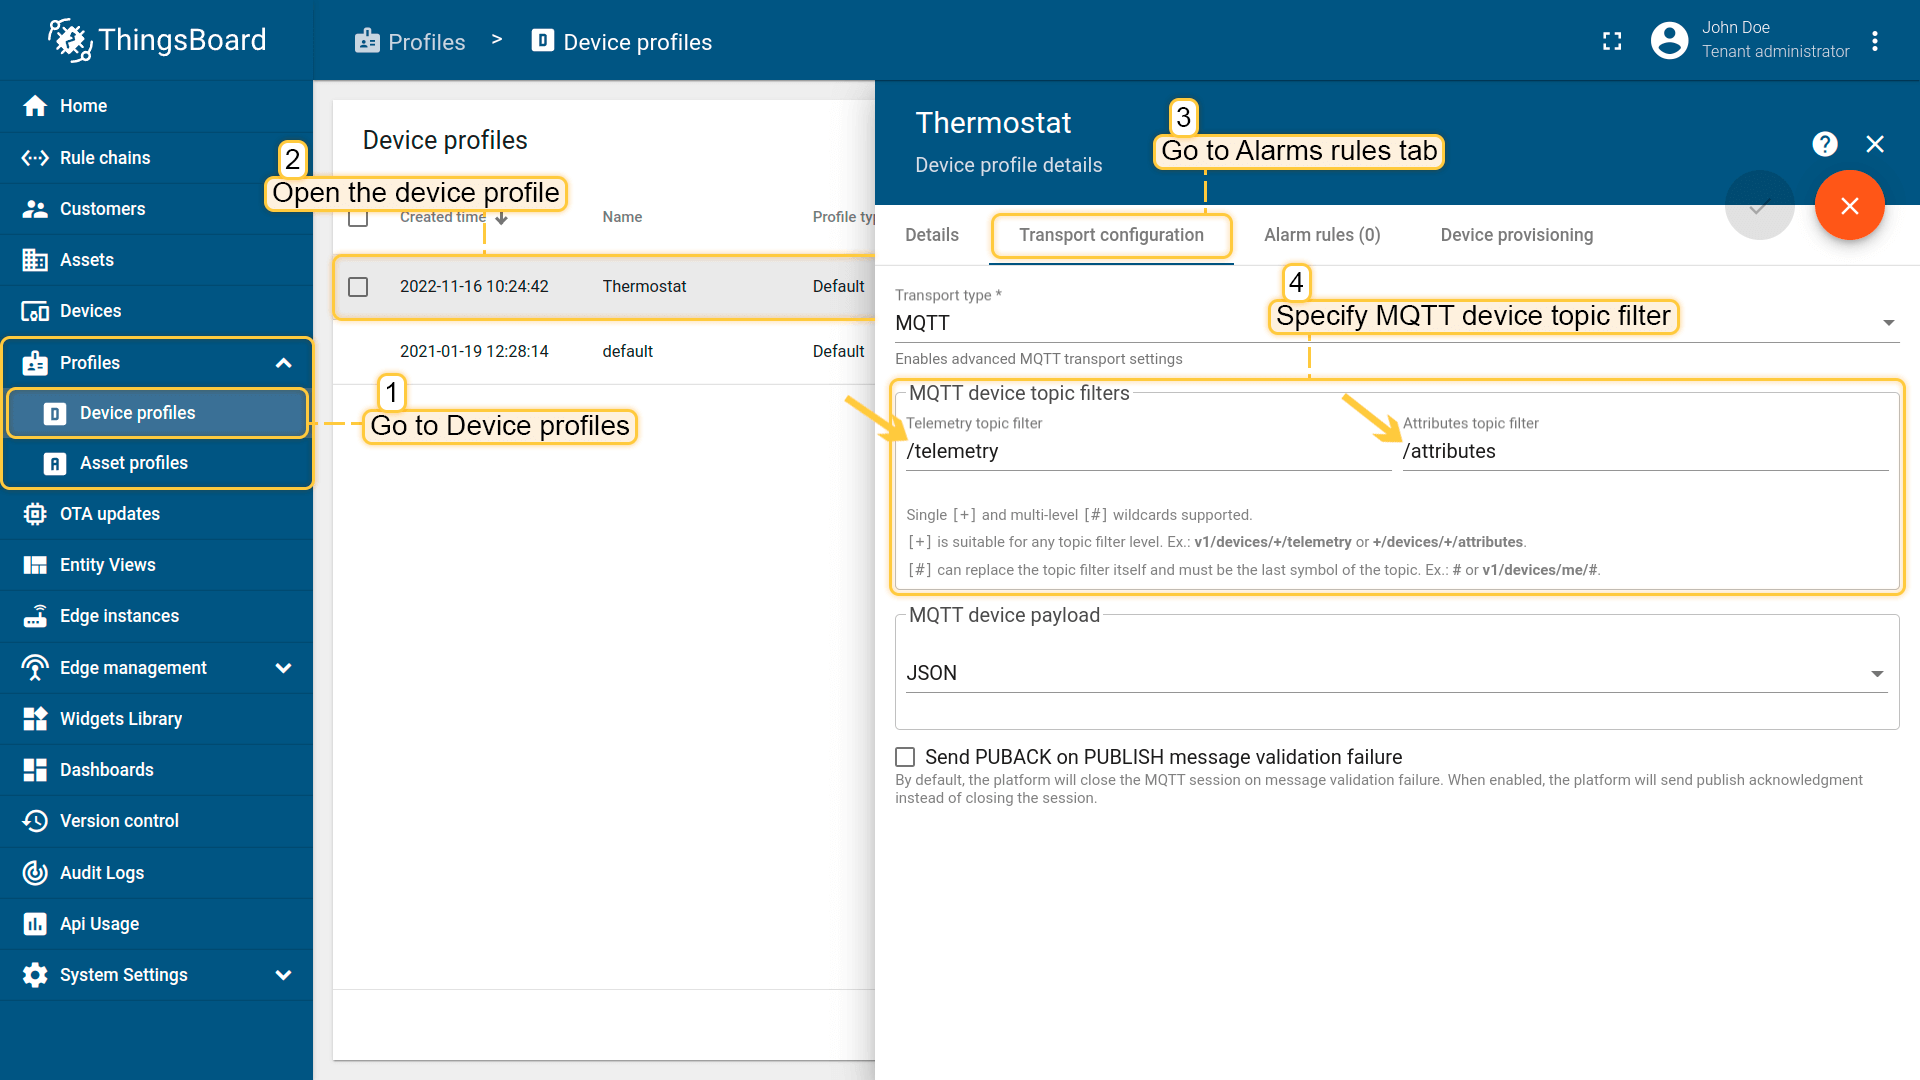 ThingsBoard
Profiles > Device profiles
John Doe
Tenant administrator
Home
Rule chains
Customers
Assets
Devices
Profiles
Device profiles
Asset profiles
OTA updates
Entity Views
Edge instances
Edge management
Widgets Library
Dashboards
Version control
Audit Logs
Api Usage
System Settings
Device profiles
2
Open the device profile
Created time
Name
Profile typ
2022-11-16 10:24:42 Thermostat Default
2021-01-19 12:28:14 default Default
1
Go to Device profiles
Thermostat
Device profile details
3
Go to Alarms rules tab
Details
Transport configuration
Alarm rules (0)
Device provisioning
4
Specify MQTT device topic filter
Transport type *
MQTT
Enables advanced MQTT transport settings
MQTT device topic filters
Telemetry topic filter
/telemetry
Attributes topic filter
/attributes
Single [+] and multi-level [#] wildcards supported.
[+] is suitable for any topic filter level. Ex.: v1/devices/+/telemetry or +/devices/+/attributes.
[#] can replace the topic filter itself and must be the last symbol of the topic. Ex.: # or v1/devices/me/#.
MQTT device payload
JSON
Send PUBACK on PUBLISH message validation failure
By default, the platform will close the MQTT session on message validation failure. When enabled, the platform will send publish acknowledgment
instead of closing the session.